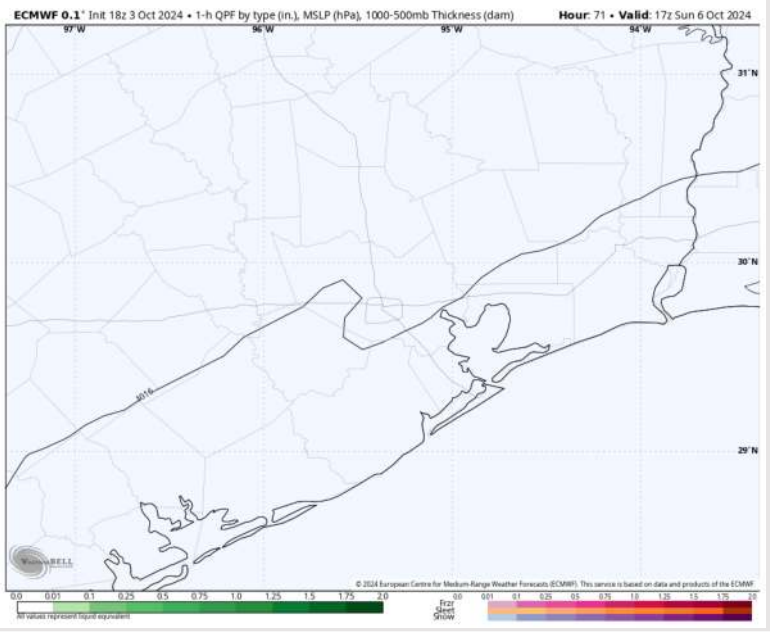 ECMWF 0.1° Init 18z 3 Oct 2024 • 1-h QPF by type (in.), MSLP (hPa), 1000-500mb Thickness (dam) Hour: 71 • Valid: 17z Sun 6 Oct 2024
97°W 96°W 95°W 94°W
31°N
30°N
1016
29°N
WeatherBELL
© 2024 European Centre for Medium-Range Weather Forecasts (ECMWF). This service is based on data and products of the ECMWF
0.0 0.01 0.1 0.25 0.5 0.75 1.0 1.25 1.5 1.75 2.0 0.0 0.01 0.1 0.25 0.5 0.75 1.0 1.25 1.5 1.75 2.0
Frzr
Sleet
All values represent liquid equivalent Snow